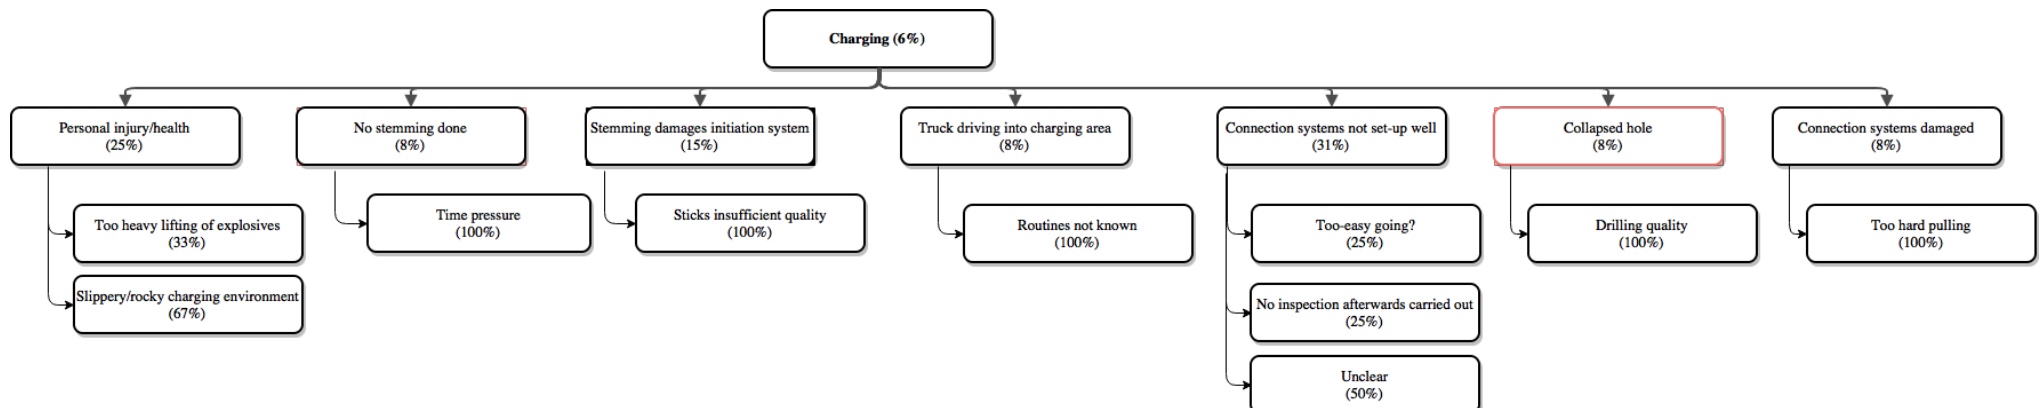 Charging (6%)
Personal injury/health
(25%)
No stemming done
(8%)
Stemming damages initiation system
(15%)
Truck driving into charging area
(8%)
Connection systems not set-up well
(31%)
Collapsed hole
(8%)
Connection systems damaged
(8%)
Too heavy lifting of explosives
(33%)
Time pressure
(100%)
Sticks insufficient quality
(100%)
Routines not known
(100%)
Too-easy going?
(25%)
Drilling quality
(100%)
Too hard pulling
(100%)
Slippery/rocky charging environment
(67%)
No inspection afterwards carried out
(25%)
Unclear
(50%)